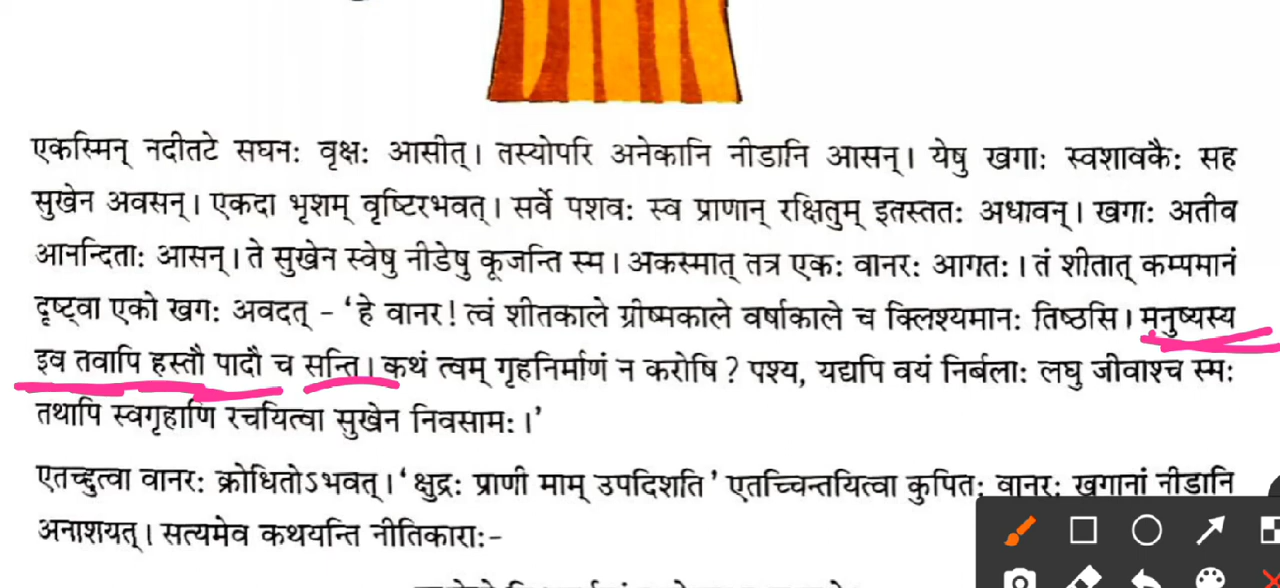 एकस्मिन् नदीतटे सघनः वृक्षः आसीत्। तस्योपरि अनेकानि नीडानि आसन्। येषु खगाः स्वशावकैः सह
सुखेन अवसन्। एकदा भृशम् वृष्टिरभवत्। सर्वे पशवः स्व प्राणान् रक्षितुम् इतस्ततः अधावन्। खगाः अतीव
आनन्दिताः आसन्। ते सुखेन स्वेषु नीडेषु कूजन्ति स्म। अकस्मात् तत्र एकः वानरः आगतः। तं शीतात् कम्पमानं
दृष्ट्वा एको खगः अवदत् - ‘हे वानर! त्वं शीतकाले ग्रीष्मकाले वर्षाकाले च क्लिश्यमानः तिष्ठसि। मनुष्यस्य
इव तवापि हस्तौ पादौ च सन्ति। कथं त्वम् गृहनिर्माणं न करोषि? पश्य, यद्यपि वयं निर्बलाः लघु जीवाश्च स्मः
तथापि स्वगृहाणि रचयित्वा सुखेन निवसामः।’
एतच्छ्रुत्वा वानरः क्रोधितोऽभवत्। ‘क्षुद्रः प्राणी माम् उपदिशति’ एतच्चिन्तयित्वा कुपितः वानरः खगानां नीडानि
अनाशयत्। सत्यमेव कथयन्ति नीतिकाराः-